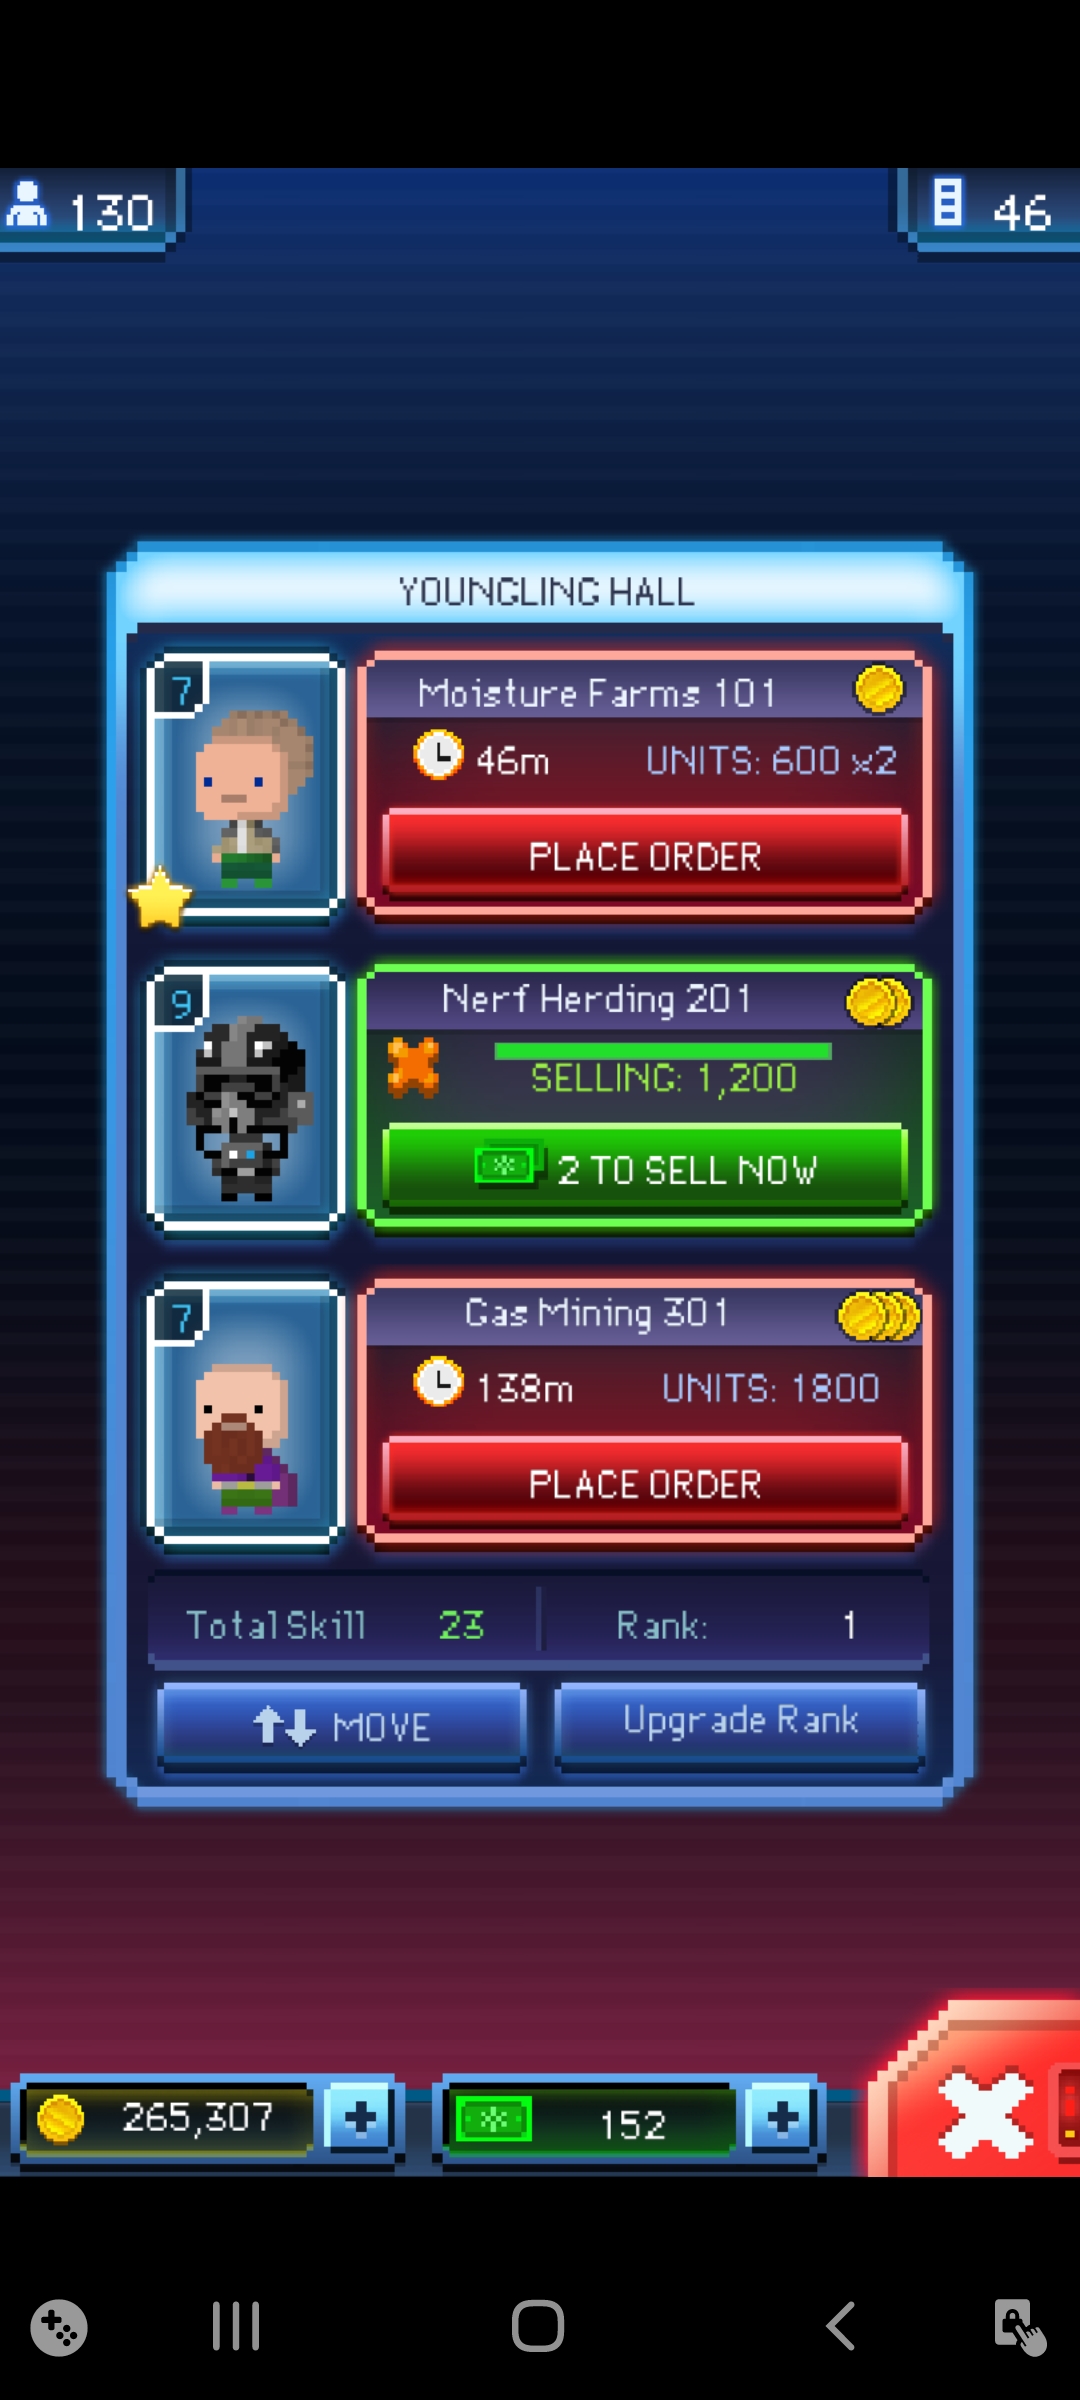 130
46
YOUNGLING HALL
7
Moisture Farms 101
46m UNITS: 600 x2
PLACE ORDER
9
Nerf Herding 201
SELLING: 1,200
2 TO SELL NOW
7
Gas Mining 301
138m UNITS: 1800
PLACE ORDER
Total Skill 23 Rank: 1
MOVE Upgrade Rank
265,307 + 152 +